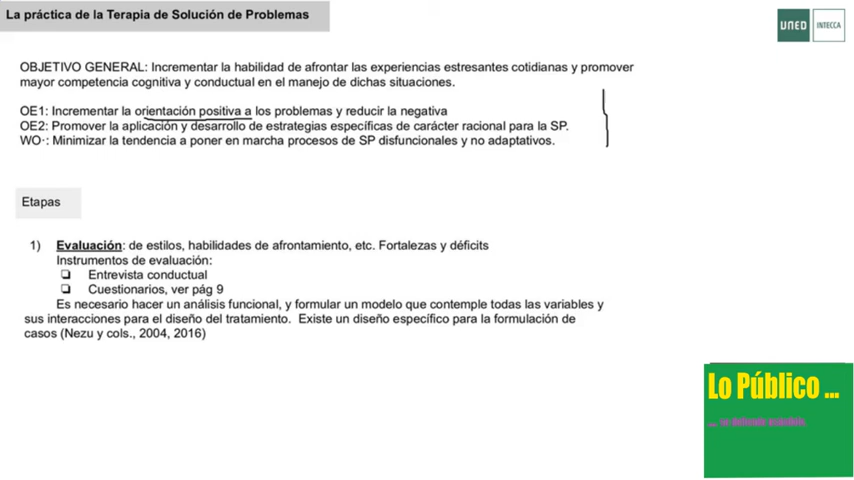 La práctica de la Terapia de Solución de Problemas
UNED
INTECCA
OBJETIVO GENERAL: Incrementar la habilidad de afrontar las experiencias estresantes cotidianas y promover
mayor competencia cognitiva y conductual en el manejo de dichas situaciones.
OE1: Incrementar la orientación positiva a los problemas y reducir la negativa
OE2: Promover la aplicación y desarrollo de estrategias específicas de carácter racional para la SP.
WO·: Minimizar la tendencia a poner en marcha procesos de SP disfuncionales y no adaptativos.
Etapas
1) Evaluación: de estilos, habilidades de afrontamiento, etc. Fortalezas y déficits
Instrumentos de evaluación:
❏ Entrevista conductual
❏ Cuestionarios, ver pág 9
Es necesario hacer un análisis funcional, y formular un modelo que contemple todas las variables y
sus interacciones para el diseño del tratamiento. Existe un diseño específico para la formulación de
casos (Nezu y cols., 2004, 2016)
Lo Público ...